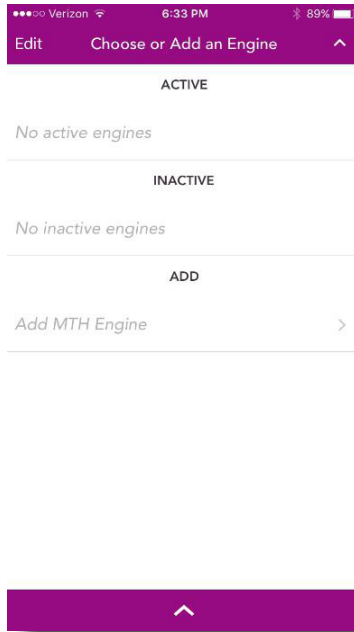 Verizon 6:33 PM 89%
Edit Choose or Add an Engine
ACTIVE
No active engines
INACTIVE
No inactive engines
ADD
Add MTH Engine